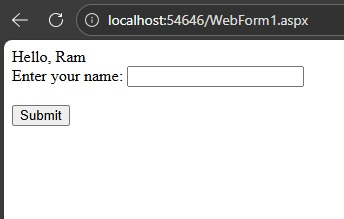 localhost:54646/WebForm1.aspx
Hello, Ram
Enter your name:
Submit